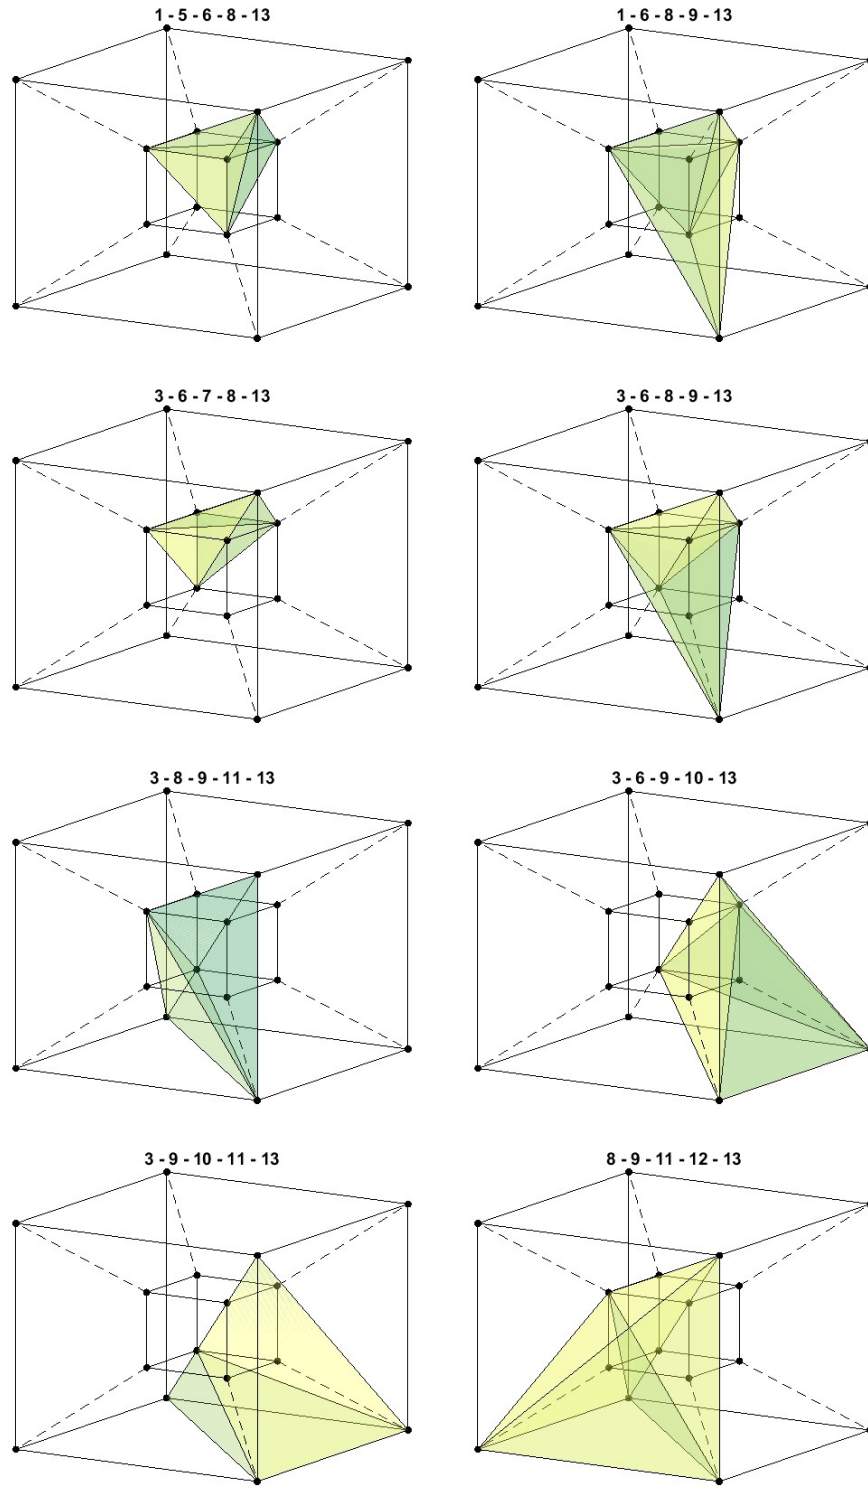 1 - 5 - 6 - 8 - 13
1 - 6 - 8 - 9 - 13
3 - 6 - 7 - 8 - 13
3 - 6 - 8 - 9 - 13
3 - 8 - 9 - 11 - 13
3 - 6 - 9 - 10 - 13
3 - 9 - 10 - 11 - 13
8 - 9 - 11 - 12 - 13